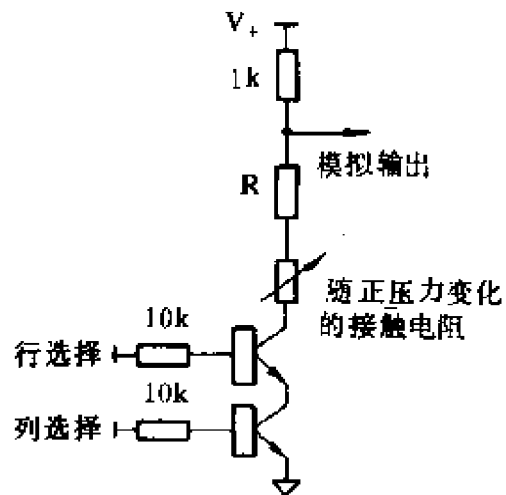 V+
1k
模拟输出
R
随正压力变化
的接触电阻
10k
行选择
10k
列选择